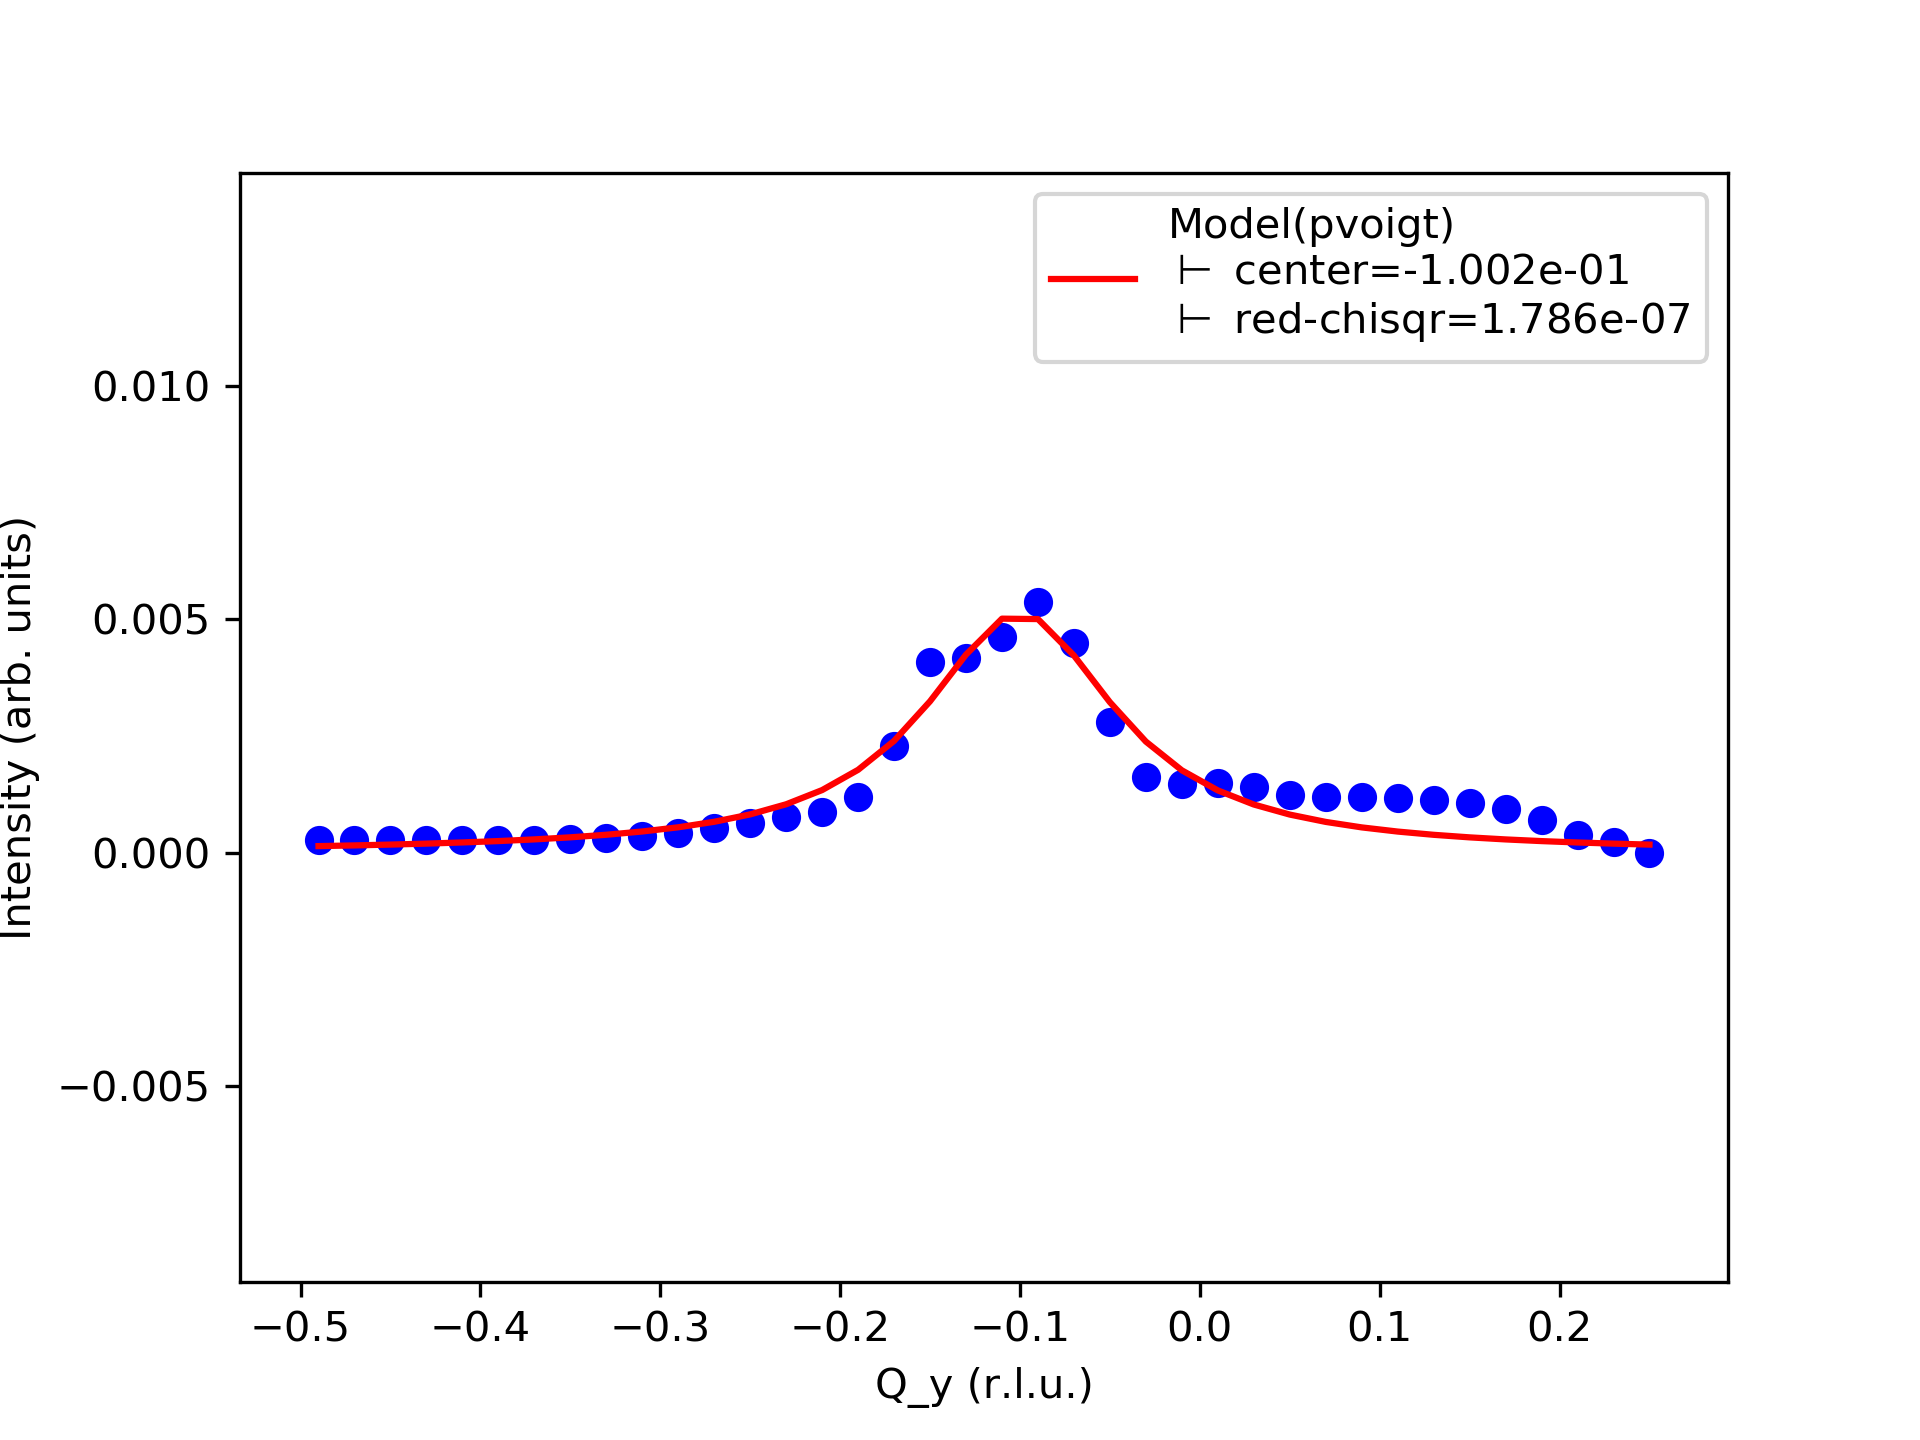 Model(pvoigt)
⊢ center=-1.002e-01
⊢ red-chisqr=1.786e-07
0.010
0.005
0.000
−0.005
Intensity (arb. units)
−0.5 −0.4 −0.3 −0.2 −0.1 0.0 0.1 0.2
Q_y (r.l.u.)